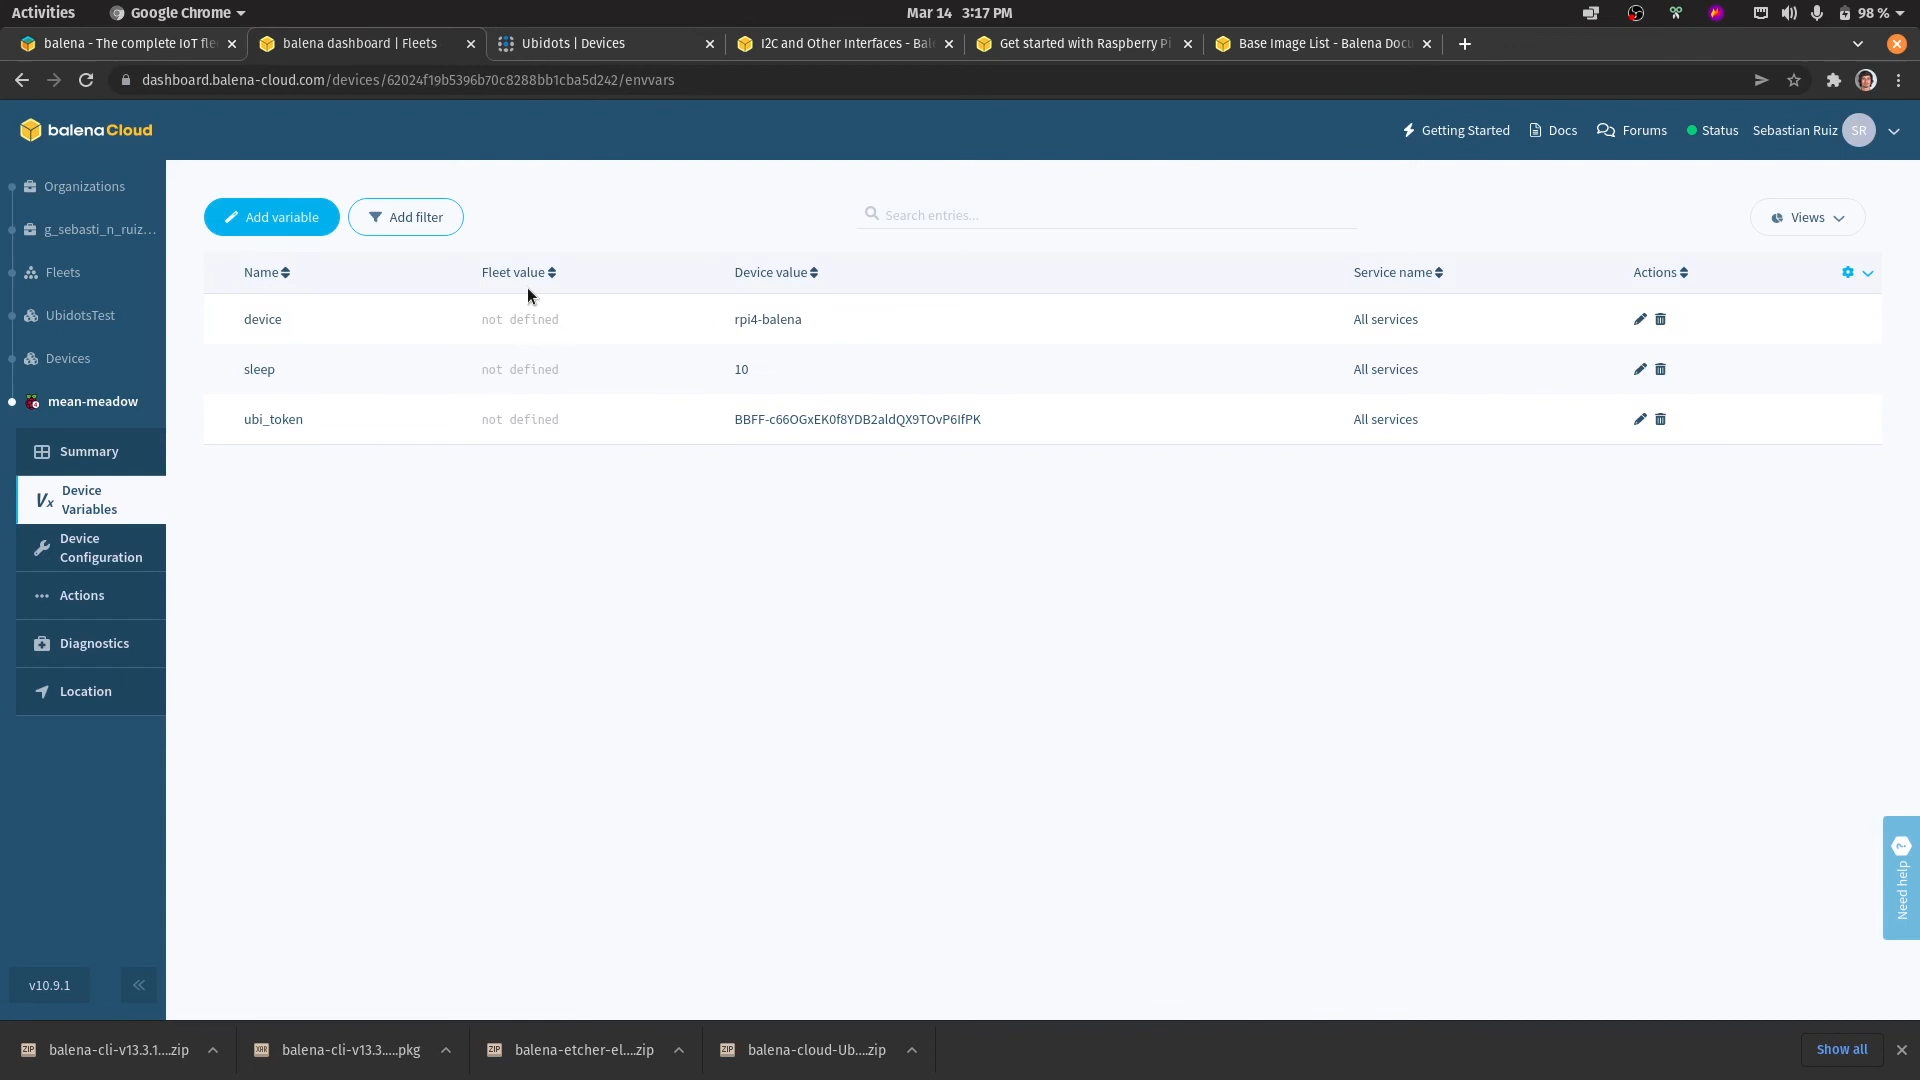 Activities
Google Chrome
Mar 14 3:17 PM
98 %
balena - The complete IoT fle
balena dashboard | Fleets
Ubidots | Devices
I2C and Other Interfaces - Bale
Get started with Raspberry Pi
Base Image List - Balena Docu
dashboard.balena-cloud.com/devices/62024f19b5396b70c8288bb1cba5d242/envvars
balenaCloud
Getting Started
Docs
Forums
Status
Sebastian Ruiz
SR
Organizations
g_sebasti_n_ruiz...
Fleets
UbidotsTest
Devices
mean-meadow
Summary
Device
Variables
Device
Configuration
Actions
Diagnostics
Location
v10.9.1
Add variable
Add filter
Search entries...
Views
Name Fleet value Device value Service name Actions
device not defined rpi4-balena All services
sleep not defined 10 All services
ubi_token not defined BBFF-c66OGxEK0f8YDB2aldQX9TOvP6IfPK All services
Need help
?
ZIP balena-cli-v13.3.1....zip
XAR balena-cli-v13.3.....pkg
ZIP balena-etcher-el....zip
ZIP balena-cloud-Ub....zip
Show all